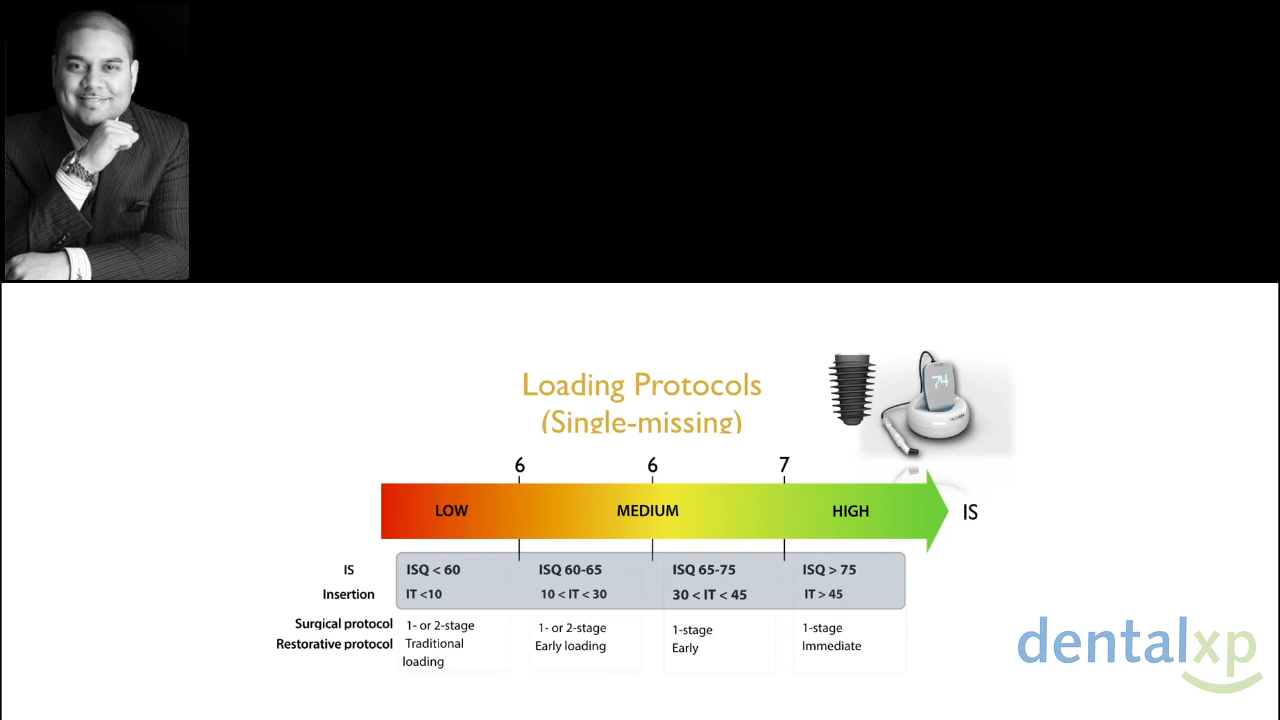 Loading Protocols
(Single-missing)
74
6 6 7
LOW MEDIUM HIGH IS
IS ISQ < 60 ISQ 60-65 ISQ 65-75 ISQ > 75
Insertion IT <10 10 < IT < 30 30 < IT < 45 IT > 45
Surgical protocol 1- or 2-stage 1- or 2-stage 1-stage 1-stage
Restorative protocol Traditional Early loading Early Immediate
loading
dentalxp